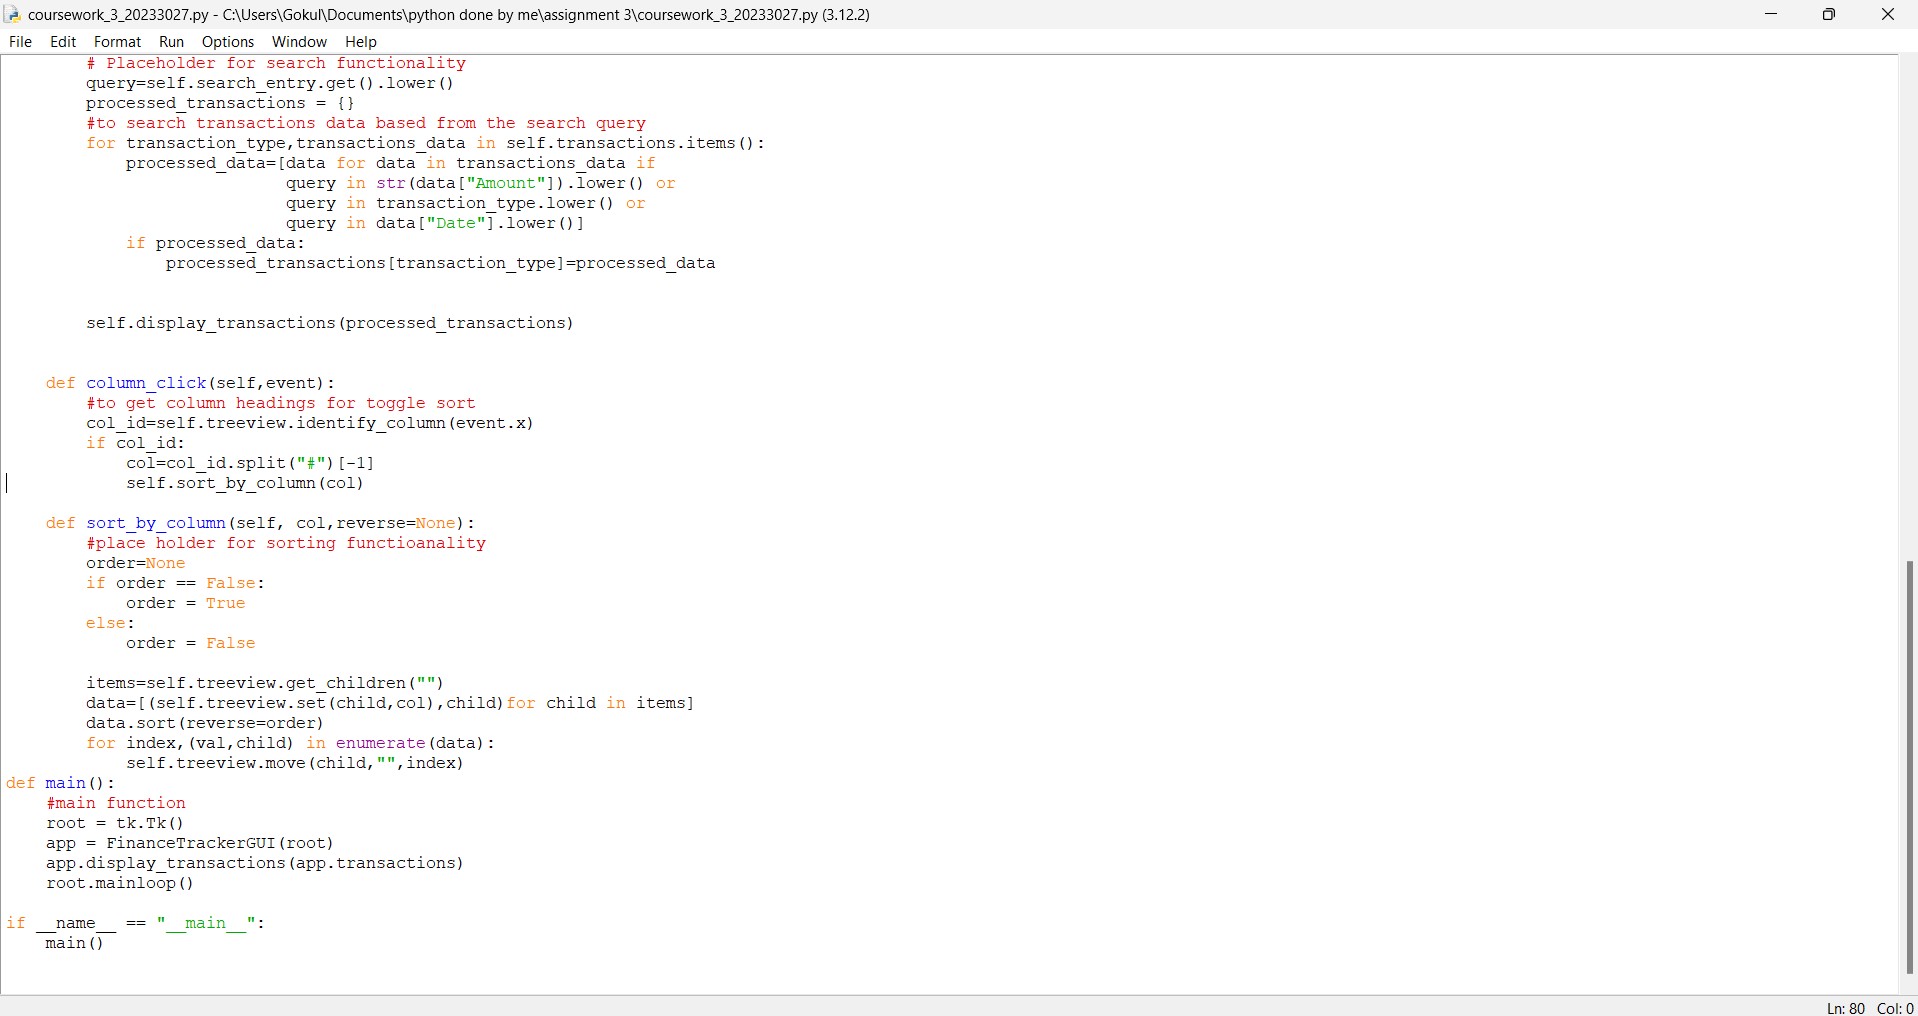 coursework_3_20233027.py - C:\Users\Gokul\Documents\python done by me\assignment 3\coursework_3_20233027.py (3.12.2)
File Edit Format Run Options Window Help
        # Placeholder for search functionality
        query=self.search_entry.get().lower()
        processed_transactions = {}
        #to search transactions data based from the search query
        for transaction_type,transactions_data in self.transactions.items():
            processed_data=[data for data in transactions_data if
                            query in str(data["Amount"]).lower() or
                            query in transaction_type.lower() or
                            query in data["Date"].lower()]
            if processed_data:
                processed_transactions[transaction_type]=processed_data
        self.display_transactions(processed_transactions)
    def column_click(self,event):
        #to get column headings for toggle sort
        col_id=self.treeview.identify_column(event.x)
        if col_id:
            col=col_id.split("#")[-1]
            self.sort_by_column(col)
    def sort_by_column(self, col,reverse=None):
        #place holder for sorting functioanality
        order=None
        if order == False:
            order = True
        else:
            order = False
        items=self.treeview.get_children("")
        data=[(self.treeview.set(child,col),child)for child in items]
        data.sort(reverse=order)
        for index,(val,child) in enumerate(data):
            self.treeview.move(child,"",index)
def main():
    #main function
    root = tk.Tk()
    app = FinanceTrackerGUI(root)
    app.display_transactions(app.transactions)
    root.mainloop()
if __name__ == "__main__":
    main()
Ln: 80 Col: 0